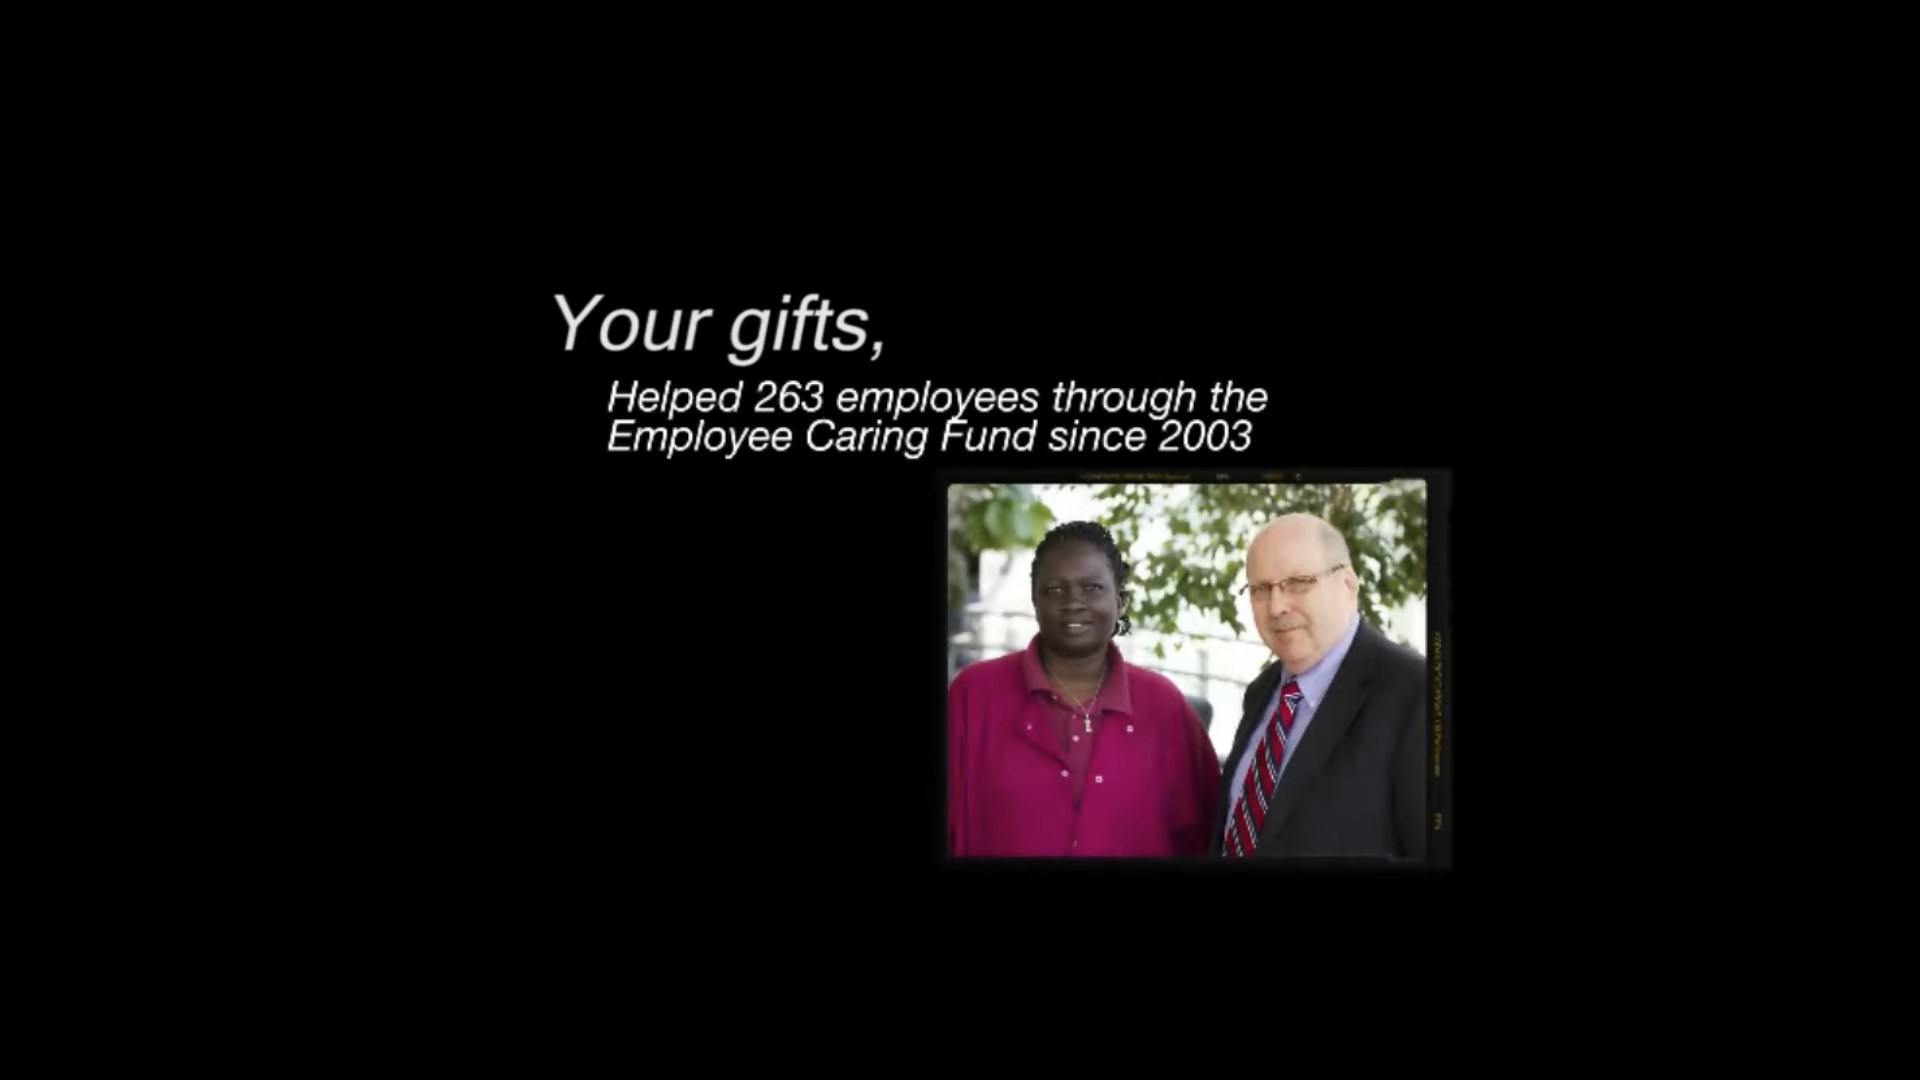 Your gifts,
Helped 263 employees through the
Employee Caring Fund since 2003